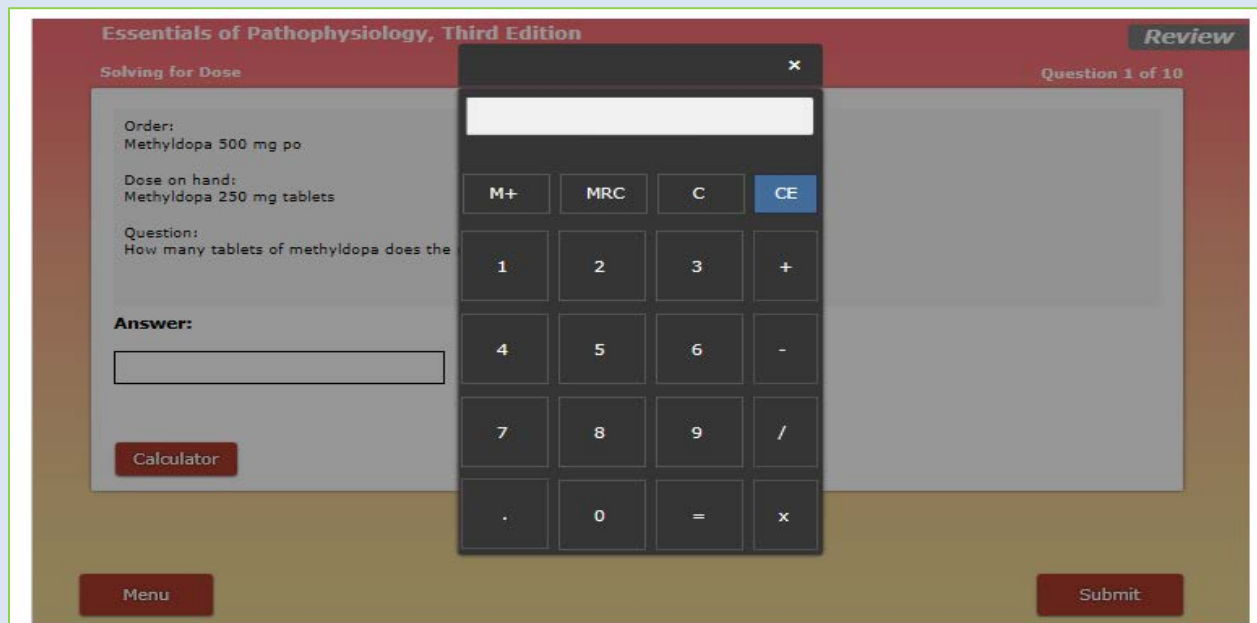 Essentials of Pathophysiology, Third Edition
Review
Solving for Dose
×
Question 1 of 10
Order:
Methyldopa 500 mg po
Dose on hand:
Methyldopa 250 mg tablets
Question:
How many tablets of methyldopa does the
M+ MRC C CE
1 2 3 +
Answer:
4 5 6 -
7 8 9 /
Calculator
. 0 = x
Menu
Submit